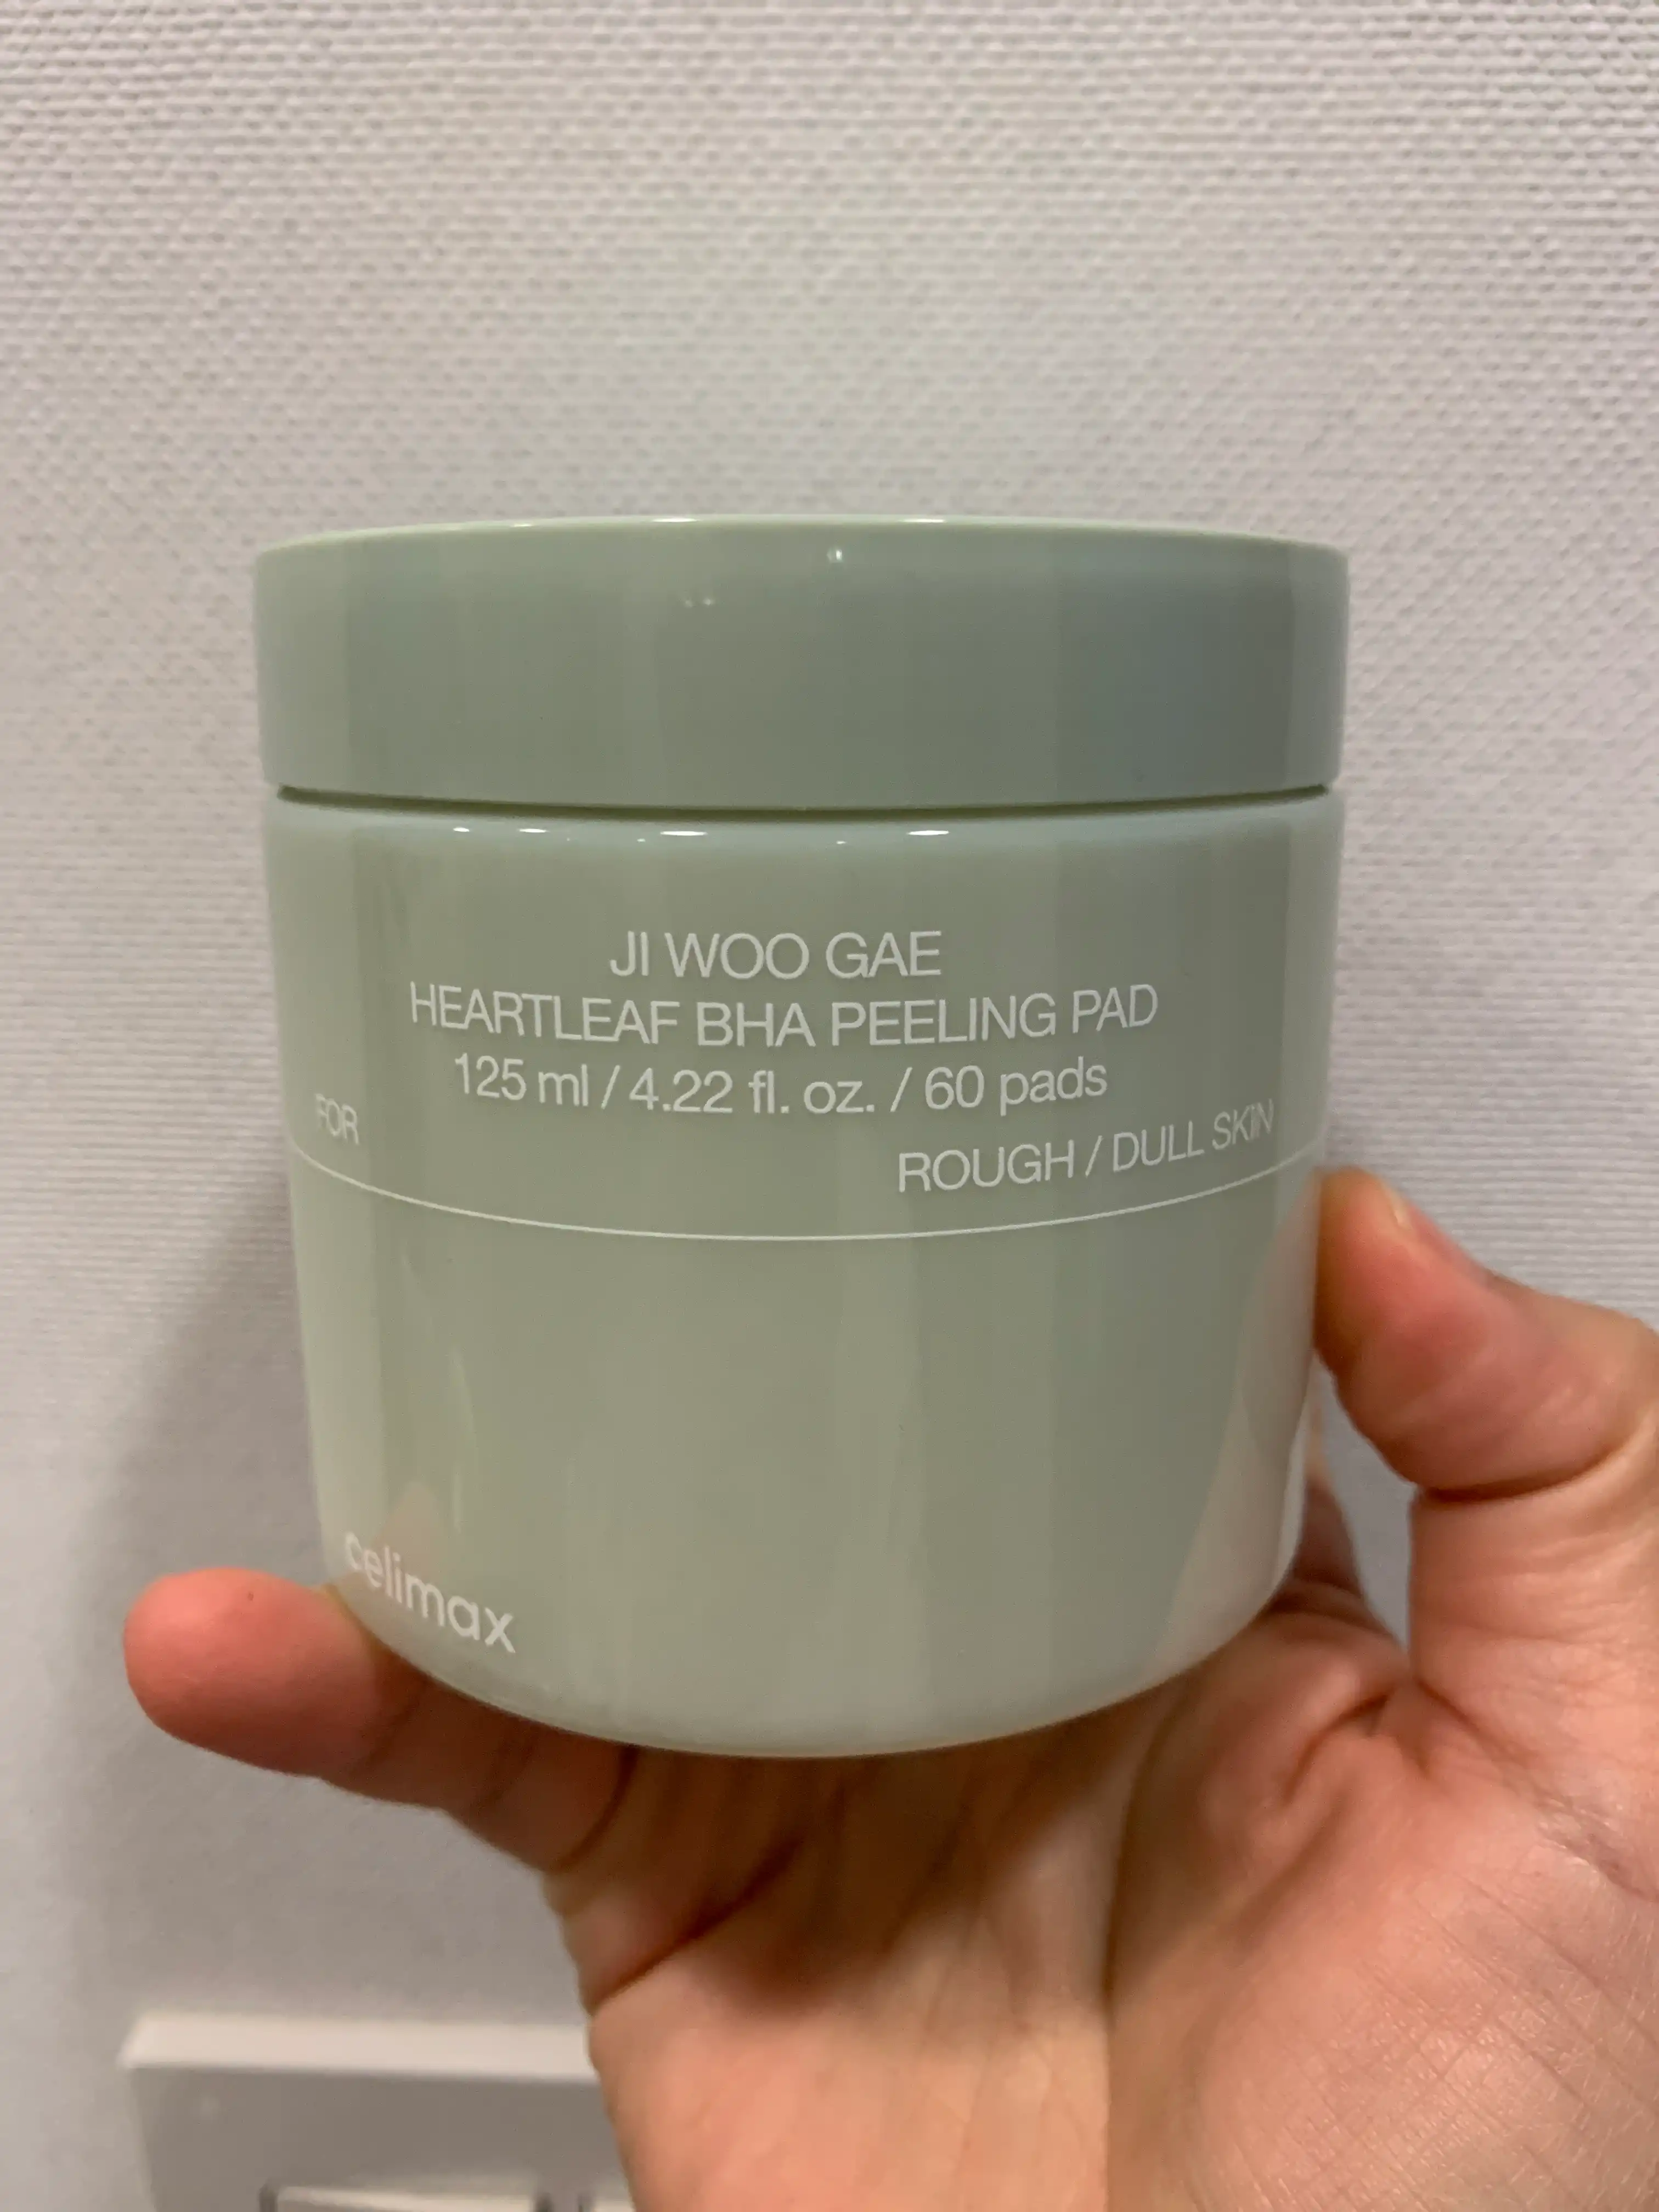 JI WOO GAE
HEARTLEAF BHA PEELING PAD
125 ml / 4.22 fl. oz. / 60 pads
FOR
ROUGH / DULL SKIN
celimax